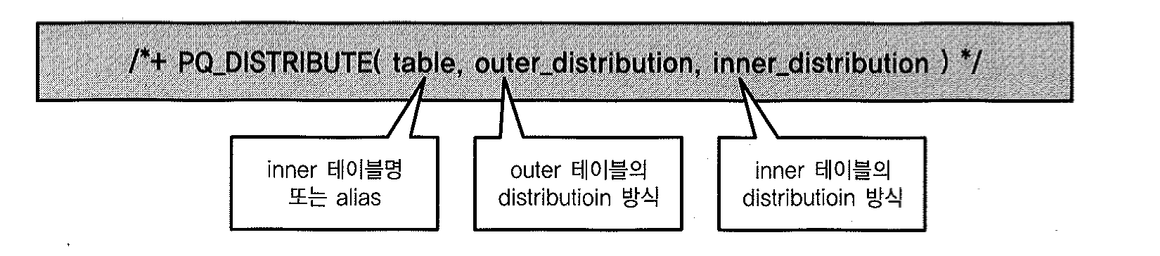 /*+ PQ_DISTRIBUTE( table, outer_distribution, inner_distribution ) */
inner 테이블명
또는 alias
outer 테이블의
distributioin 방식
inner 테이블의
distributioin 방식